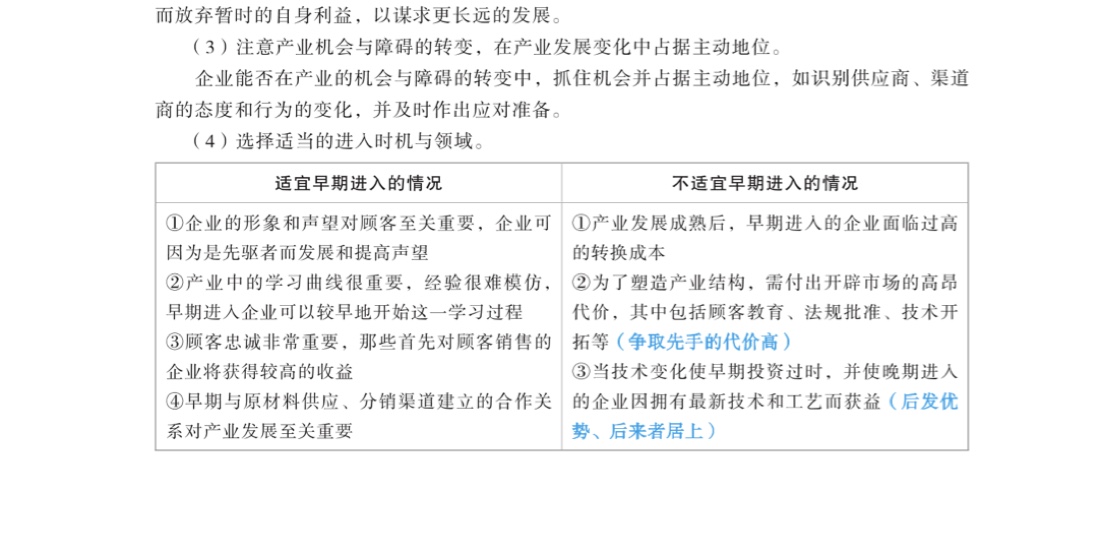 而放弃暂时的自身利益，以谋求更长远的发展。
（3）注意产业机会与障碍的转变，在产业发展变化中占据主动地位。
企业能否在产业的机会与障碍的转变中，抓住机会并占据主动地位，如识别供应商、渠道
商的态度和行为的变化，并及时作出应对准备。
（4）选择适当的进入时机与领域。
适宜早期进入的情况
①企业的形象和声望对顾客至关重要，企业可
因为是先驱者而发展和提高声望
②产业中的学习曲线很重要，经验很难模仿，
早期进入企业可以较早地开始这一学习过程
③顾客忠诚非常重要，那些首先对顾客销售的
企业将获得较高的收益
④早期与原材料供应、分销渠道建立的合作关
系对产业发展至关重要
不适宜早期进入的情况
①产业发展成熟后，早期进入的企业面临过高
的转换成本
②为了塑造产业结构，需付出开辟市场的高昂
代价，其中包括顾客教育、法规批准、技术开
拓等（争取先手的代价高）
③当技术变化使早期投资过时，并使晚期进入
的企业因拥有最新技术和工艺而获益（后发优
势、后来者居上）